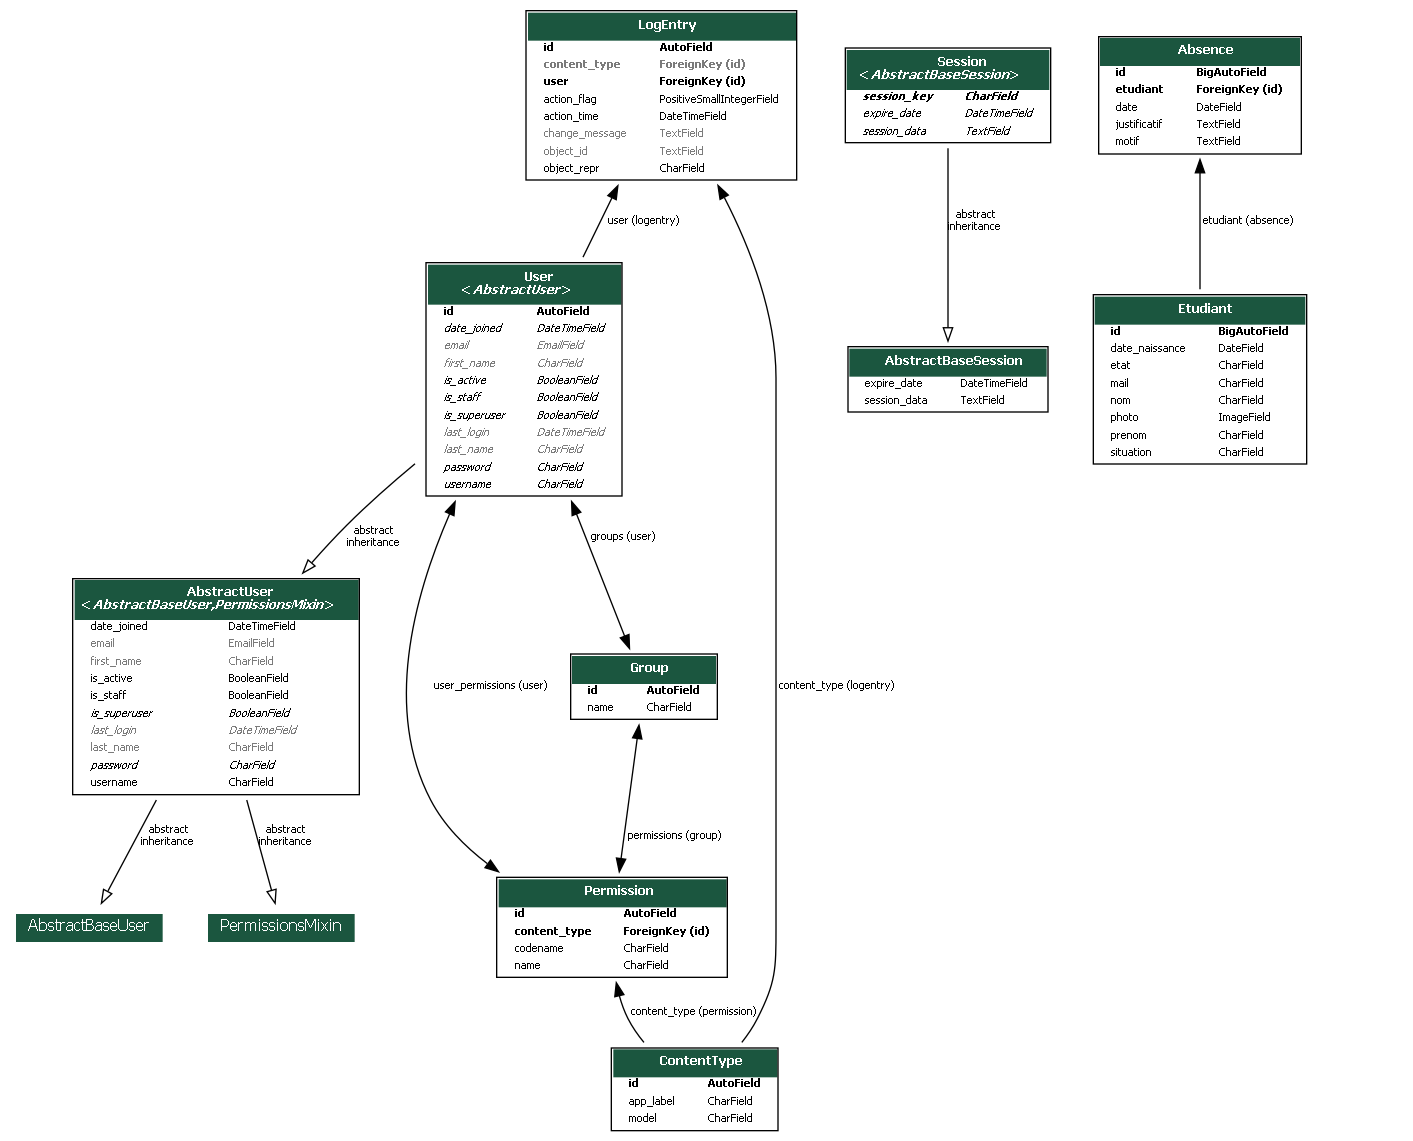 LogEntry
id AutoField
content_type ForeignKey (id)
user ForeignKey (id)
action_flag PositiveSmallIntegerField
action_time DateTimeField
change_message TextField
object_id TextField
object_repr CharField
Session
<AbstractBaseSession>
session_key CharField
expire_date DateTimeField
session_data TextField
Absence
id BigAutoField
etudiant ForeignKey (id)
date DateField
justificatif TextField
motif TextField
user (logentry)
abstract
inheritance
etudiant (absence)
User
<AbstractUser>
id AutoField
date_joined DateTimeField
email EmailField
first_name CharField
is_active BooleanField
is_staff BooleanField
is_superuser BooleanField
last_login DateTimeField
last_name CharField
password CharField
username CharField
AbstractBaseSession
expire_date DateTimeField
session_data TextField
Etudiant
id BigAutoField
date_naissance DateField
etat CharField
mail CharField
nom CharField
photo ImageField
prenom CharField
situation CharField
abstract
inheritance
groups (user)
AbstractUser
<AbstractBaseUser,PermissionsMixin>
date_joined DateTimeField
email EmailField
first_name CharField
is_active BooleanField
is_staff BooleanField
is_superuser BooleanField
last_login DateTimeField
last_name CharField
password CharField
username CharField
user_permissions (user)
Group
id AutoField
name CharField
content_type (logentry)
abstract
inheritance
abstract
inheritance
permissions (group)
AbstractBaseUser
PermissionsMixin
Permission
id AutoField
content_type ForeignKey (id)
codename CharField
name CharField
content_type (permission)
ContentType
id AutoField
app_label CharField
model CharField